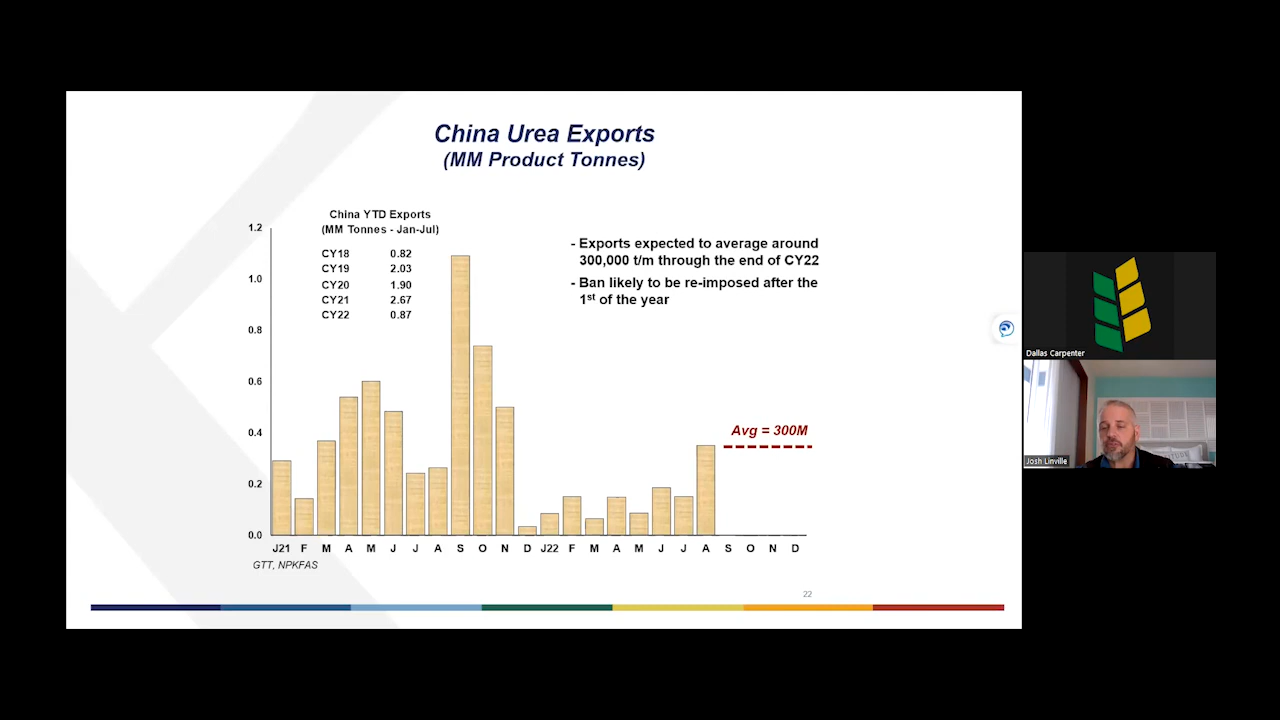 China Urea Exports
(MM Product Tonnes)
China YTD Exports
(MM Tonnes - Jan-Jul)
CY18 0.82
CY19 2.03
CY20 1.90
CY21 2.67
CY22 0.87
- Exports expected to average around
300,000 t/m through the end of CY22
- Ban likely to be re-imposed after the
1st of the year
1.2
1.0
0.8
0.6
0.4
0.2
0.0
Avg = 300M
J21 F M A M J J A S O N D J22 F M A M J J A S O N D
GTT, NPKFAS
22
Dallas Carpenter
Josh Linville